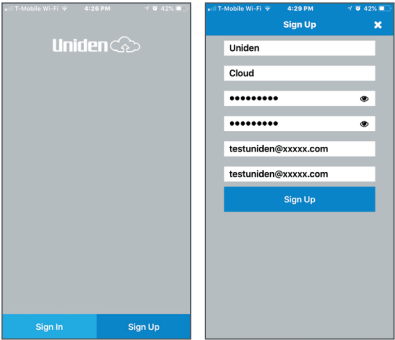 T-Mobile Wi-Fi 4:28 PM 42%
Uniden
Sign In
Sign Up
T-Mobile Wi-Fi 4:29 PM 42%
Sign Up
Uniden
Cloud
●●●●●●●●●
●●●●●●●●●
testuniden@xxxxx.com
testuniden@xxxxx.com
Sign Up